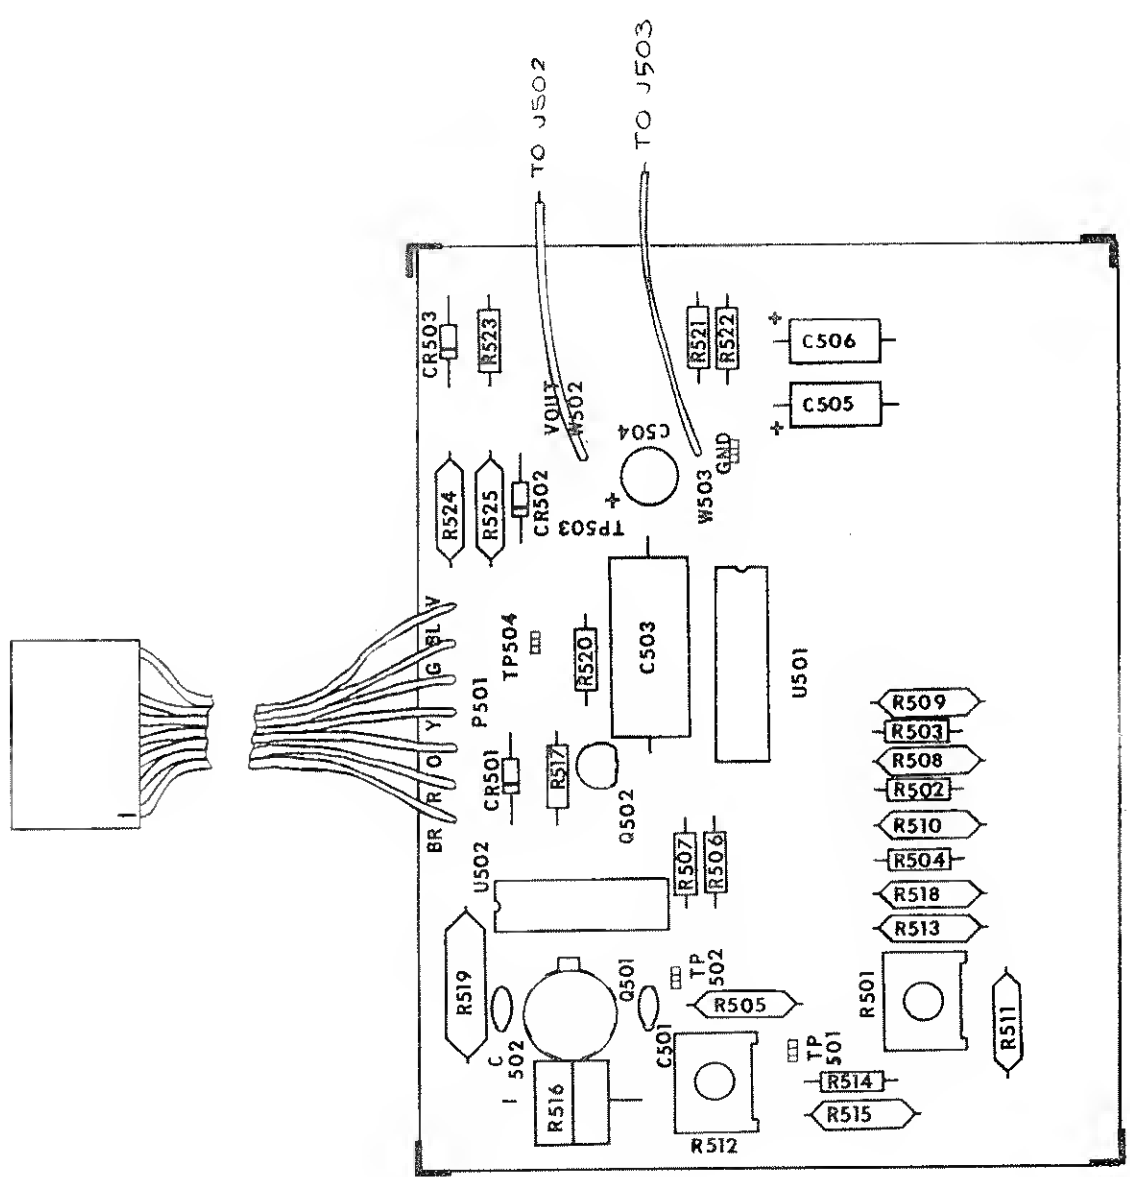 TO J502
TO J503
CR503
R523
VOUT
W502
R521
R522
+
C506
C505
+
C504
GND
W503
+
TP503
R524
R525
CR502
V
BL
G
Y
O
R
BR
P501
TP504
R520
C503
U501
CR501
R517
Q502
U502
R507
R506
R509
R503
R508
R502
R510
R504
R518
R513
R519
C
502
Q501
TP
502
R505
C501
R516
R512
TP
501
R514
R515
R501
R511